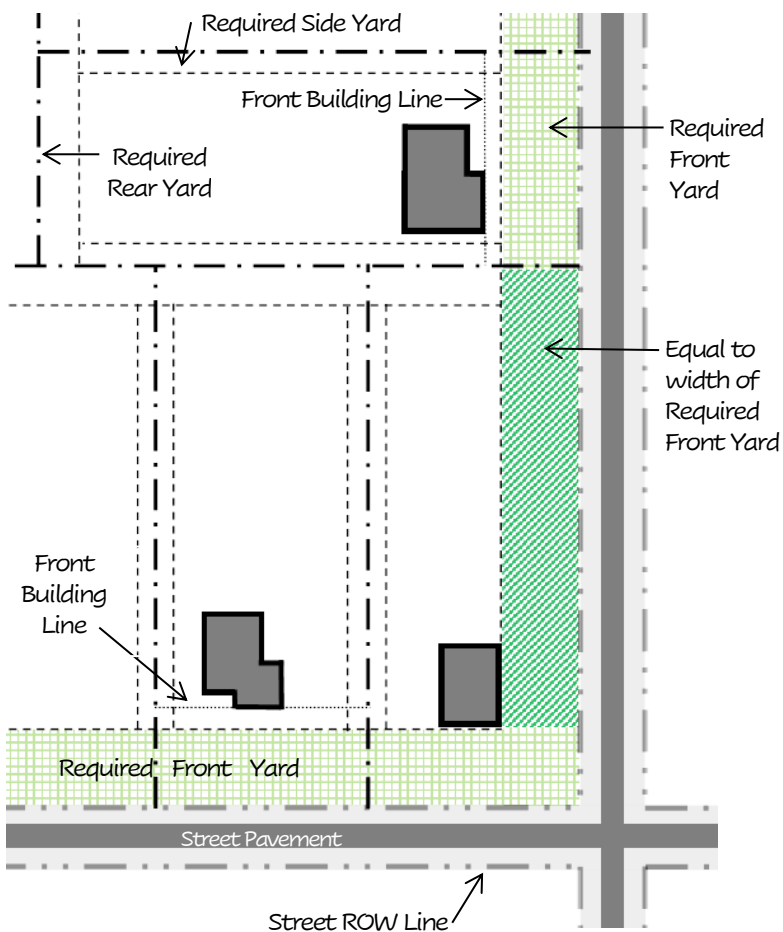 Required Side Yard
Front Building Line
Required
Front
Yard
Required
Rear Yard
Equal to
width of
Required
Front Yard
Front
Building
Line
Required Front Yard
Street Pavement
Street ROW Line